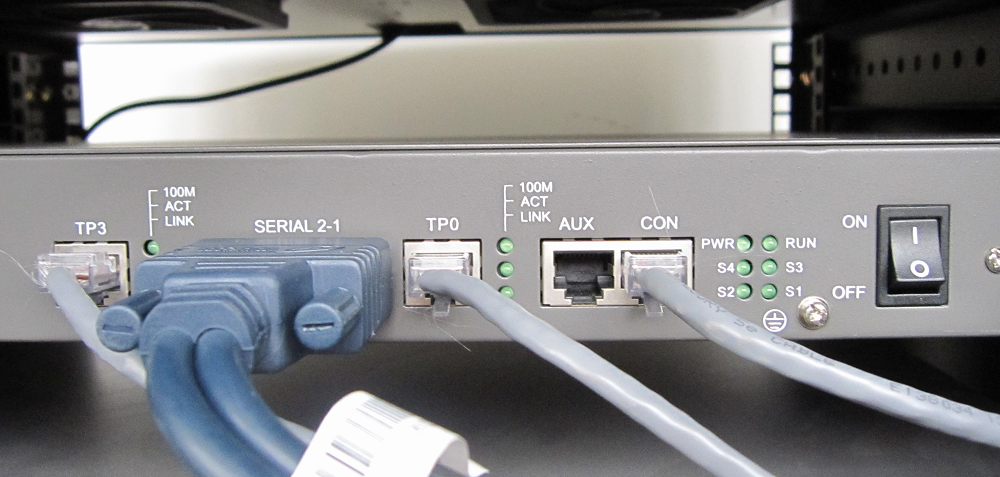 100M
ACT
LINK
TP3
SERIAL 2-1
100M
ACT
LINK
TP0
AUX
CON
PWR
RUN
S4
S3
S2
S1
ON
OFF